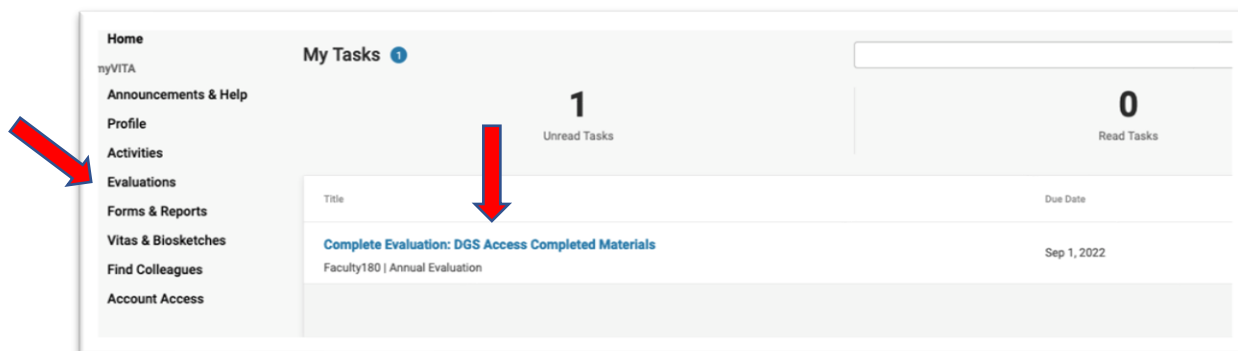 Home
myVITA
Announcements & Help
Profile
Activities
Evaluations
Forms & Reports
Vitas & Biosketches
Find Colleagues
Account Access
My Tasks 1
1
Unread Tasks
0
Read Tasks
Title
Due Date
Complete Evaluation: DGS Access Completed Materials
Sep 1, 2022
Faculty180 | Annual Evaluation